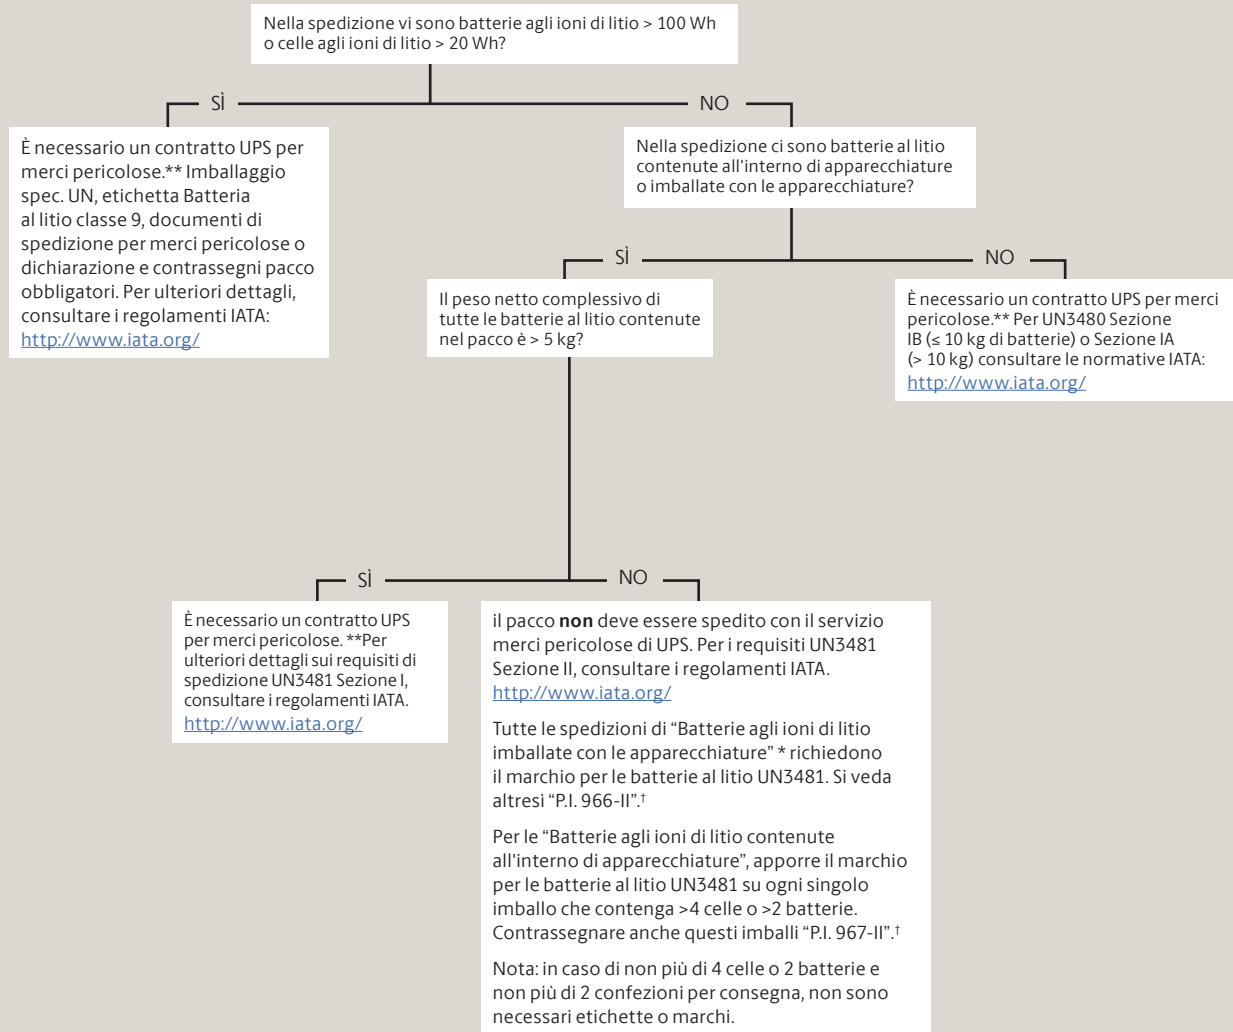 Nella spedizione vi sono batterie agli ioni di litio > 100 Wh
o celle agli ioni di litio > 20 Wh?
SÌ
NO
È necessario un contratto UPS per
merci pericolose.** Imballaggio
spec. UN, etichetta Batteria
al litio classe 9, documenti di
spedizione per merci pericolose o
dichiarazione e contrassegni pacco
obbligatori. Per ulteriori dettagli,
consultare i regolamenti IATA:
http://www.iata.org/
Nella spedizione ci sono batterie al litio
contenute all'interno di apparecchiature
o imballate con le apparecchiature?
SÌ
NO
Il peso netto complessivo di
tutte le batterie al litio contenute
nel pacco è > 5 kg?
È necessario un contratto UPS per merci
pericolose.** Per UN3480 Sezione
IB (≤ 10 kg di batterie) o Sezione IA
(> 10 kg) consultare le normative IATA:
http://www.iata.org/
SÌ
NO
È necessario un contratto UPS
per merci pericolose. **Per
ulteriori dettagli sui requisiti di
spedizione UN3481 Sezione I,
consultare i regolamenti IATA.
http://www.iata.org/
il pacco non deve essere spedito con il servizio
merci pericolose di UPS. Per i requisiti UN3481
Sezione II, consultare i regolamenti IATA.
http://www.iata.org/
Tutte le spedizioni di “Batterie agli ioni di litio
imballate con le apparecchiature” * richiedono
il marchio per le batterie al litio UN3481. Si veda
altresì “P.I. 966-II”.†
Per le “Batterie agli ioni di litio contenute
all'interno di apparecchiature”, apporre il marchio
per le batterie al litio UN3481 su ogni singolo
imballo che contenga >4 celle o >2 batterie.
Contrassegnare anche questi imballi “P.I. 967-II”.†
Nota: in caso di non più di 4 celle o 2 batterie e
non più di 2 confezioni per consegna, non sono
necessari etichette o marchi.